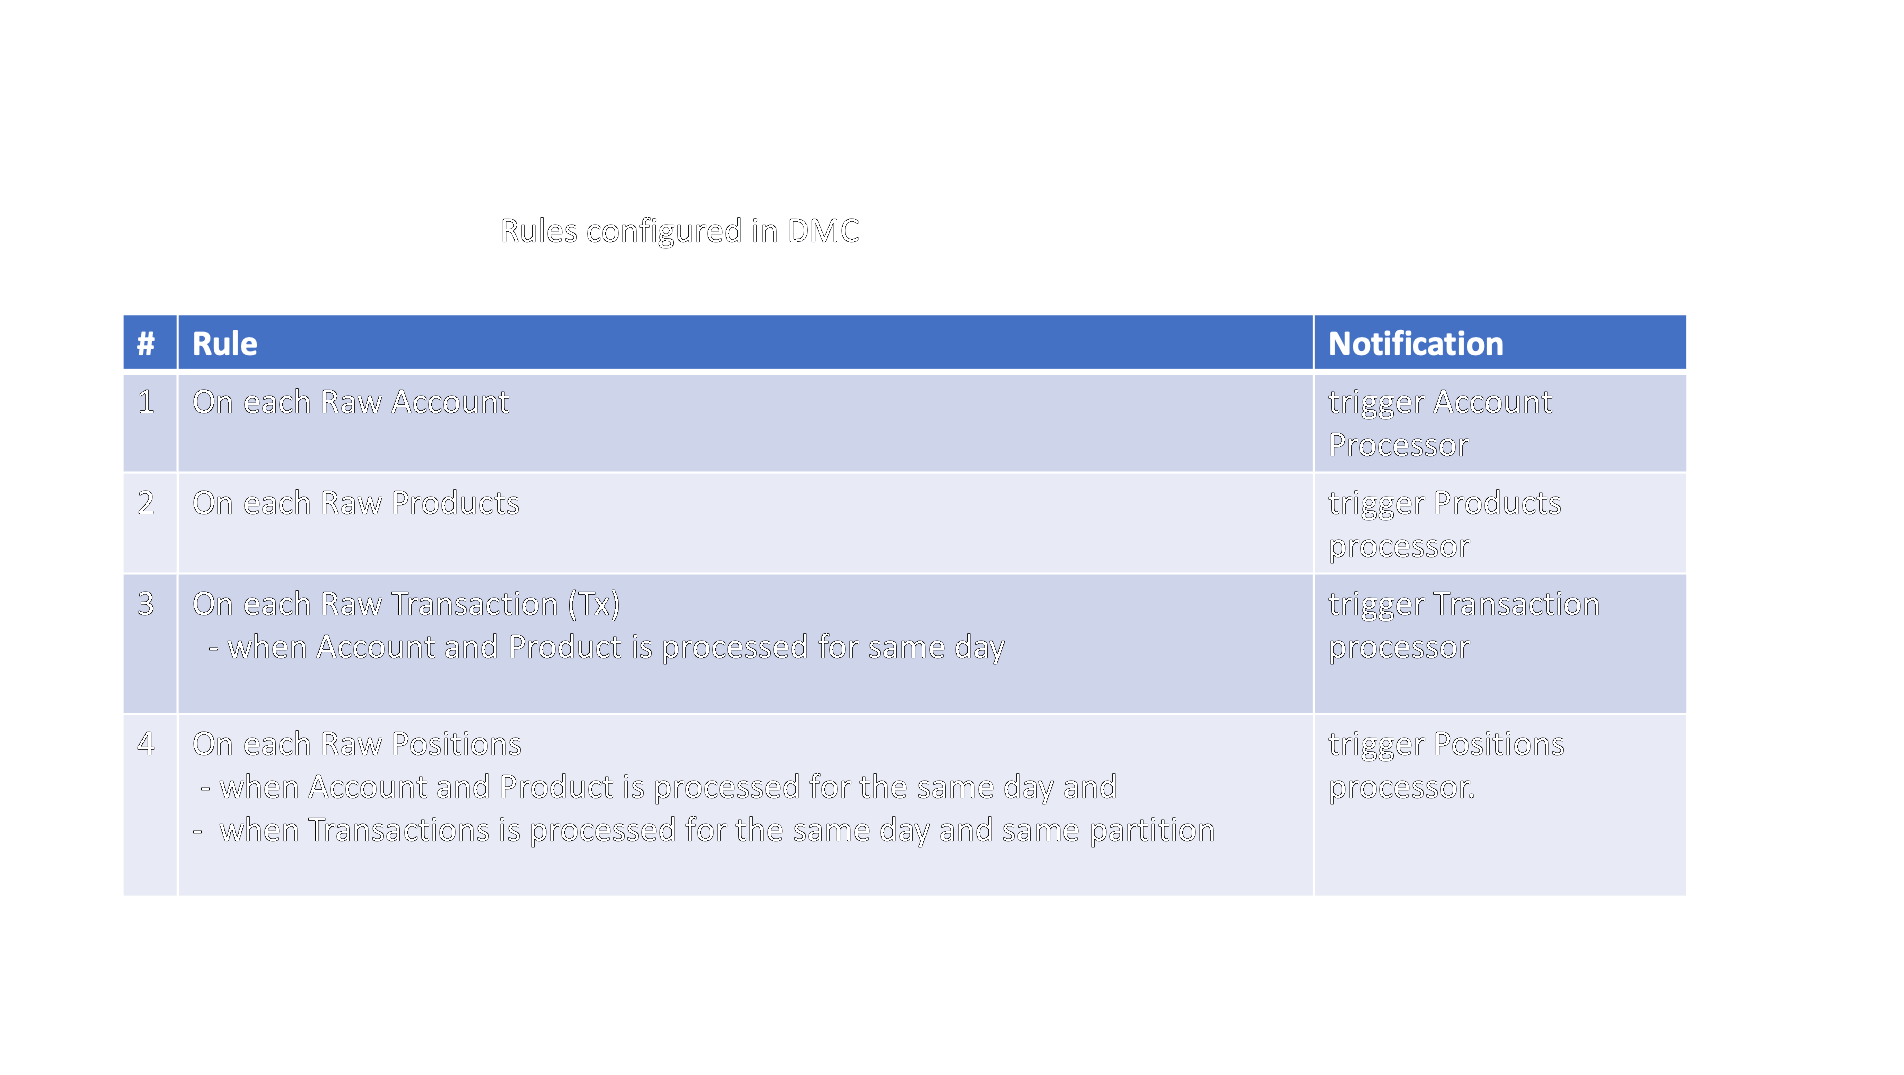 Rules configured in DMC
# Rule Notification
1 On each Raw Account trigger Account
Processor
2 On each Raw Products trigger Products
processor
3 On each Raw Transaction (Tx) trigger Transaction
- when Account and Product is processed for same day processor
4 On each Raw Positions trigger Positions
- when Account and Product is processed for the same day and processor.
- when Transactions is processed for the same day and same partition